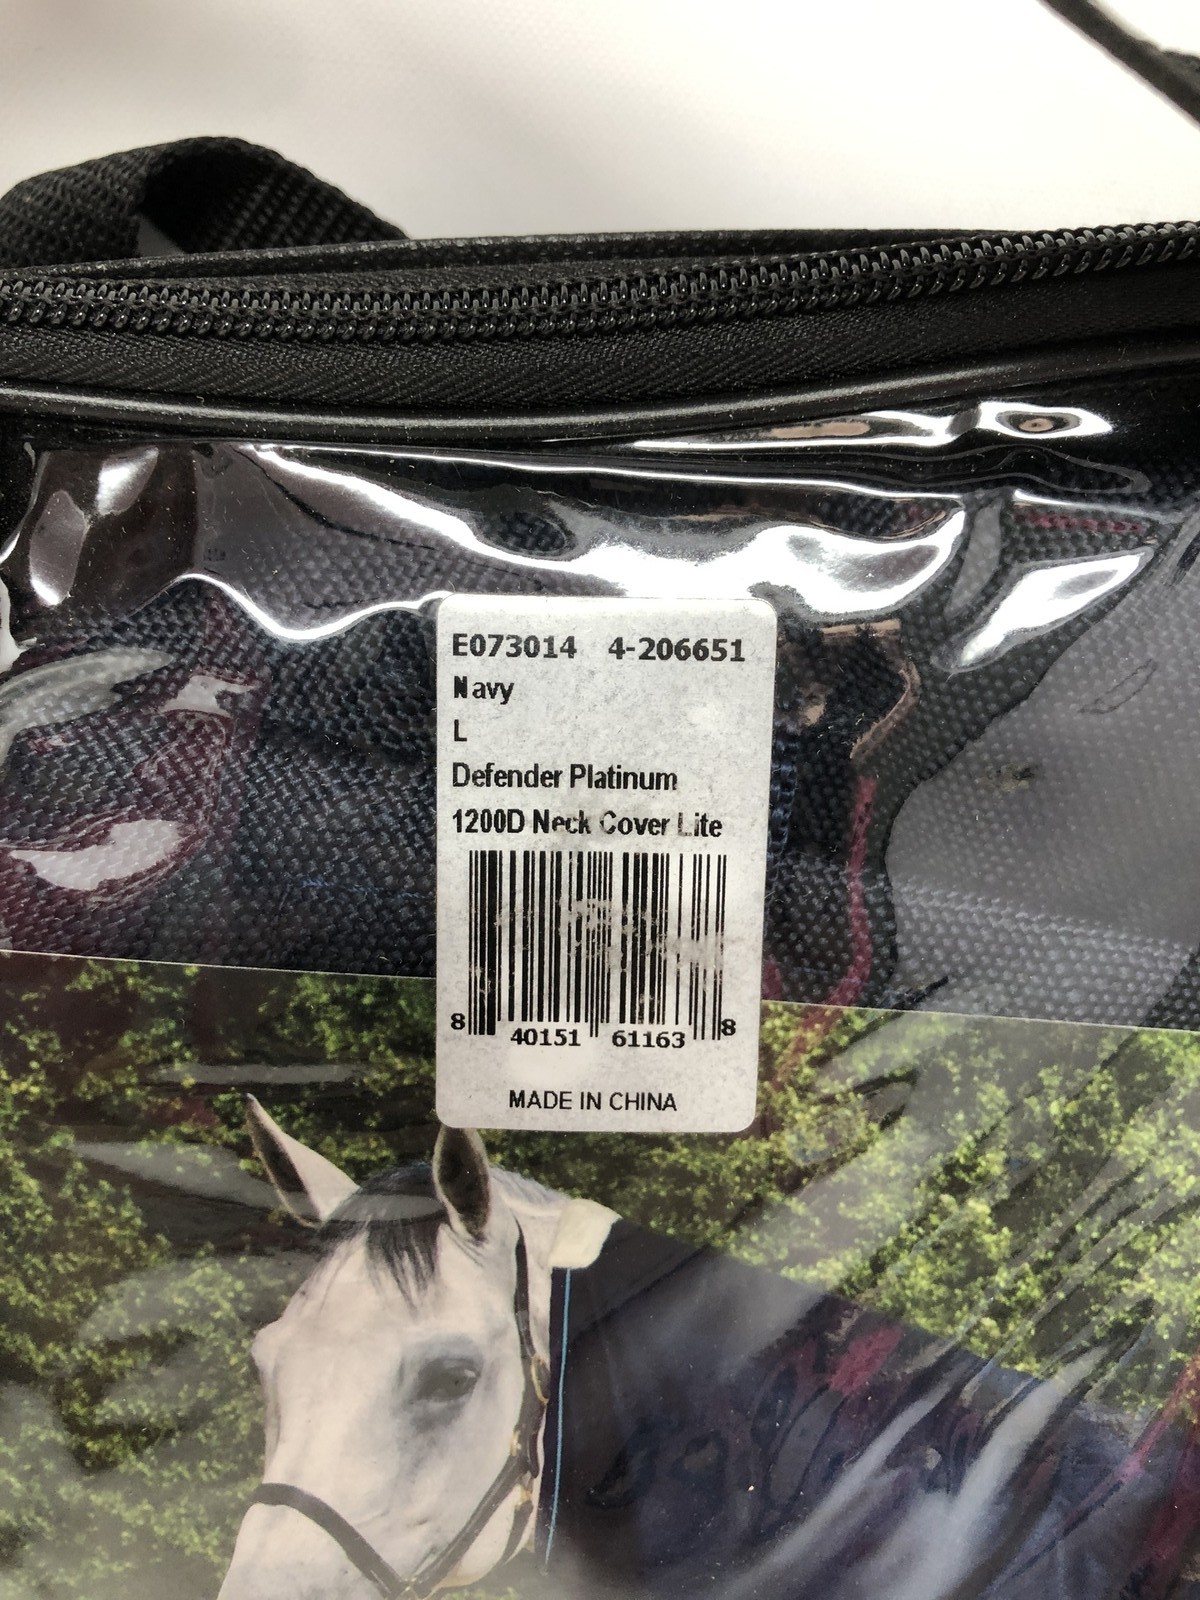 E073014 4-206651
Navy
L
Defender Platinum
1200D Neck Cover Lite
8 40151 61163 8
MADE IN CHINA